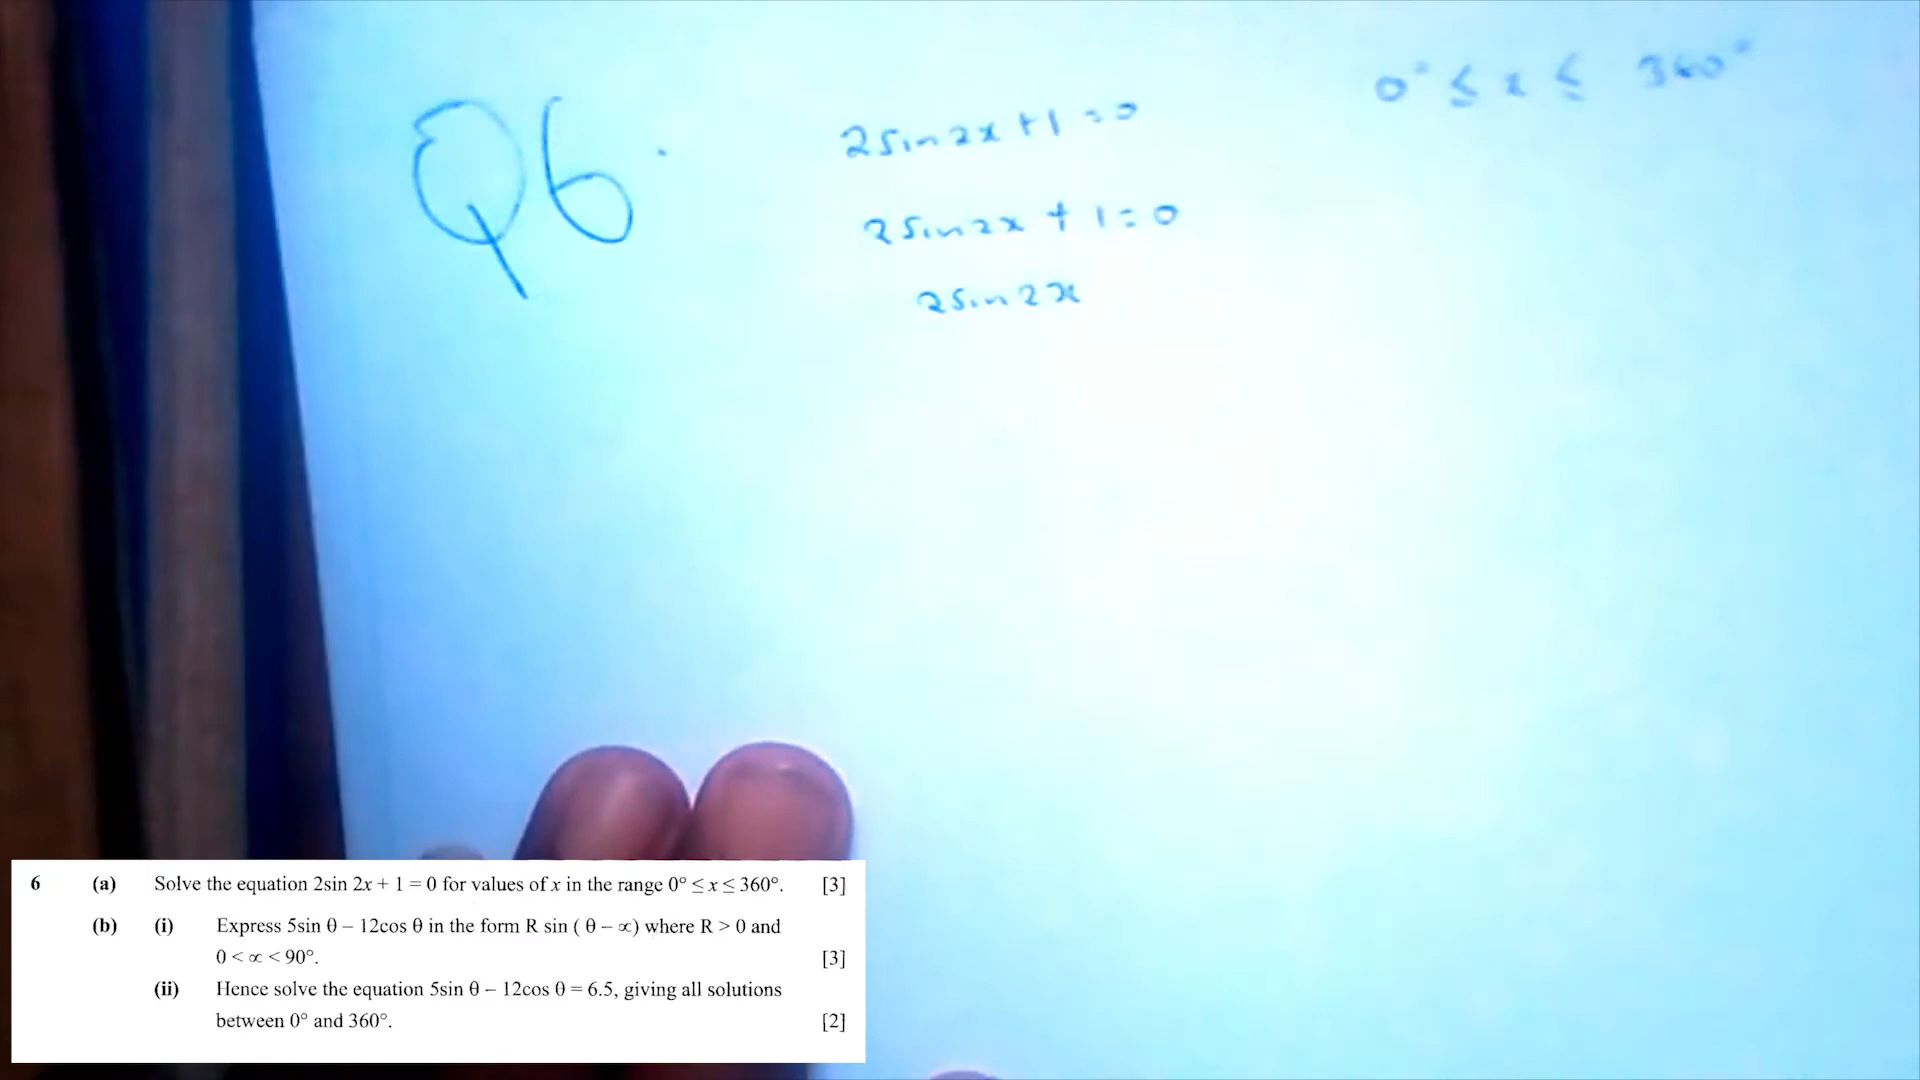 Q6.
2sin2x+1=0
0° ≤ x ≤ 360°
2sin2x + 1=0
2sin2x
6 (a) Solve the equation 2sin 2x + 1 = 0 for values of x in the range 0° ≤ x ≤ 360°. [3]
(b) (i) Express 5sin θ – 12cos θ in the form R sin ( θ – ∝) where R > 0 and
0 < ∝ < 90°. [3]
(ii) Hence solve the equation 5sin θ – 12cos θ = 6.5, giving all solutions
between 0° and 360°. [2]